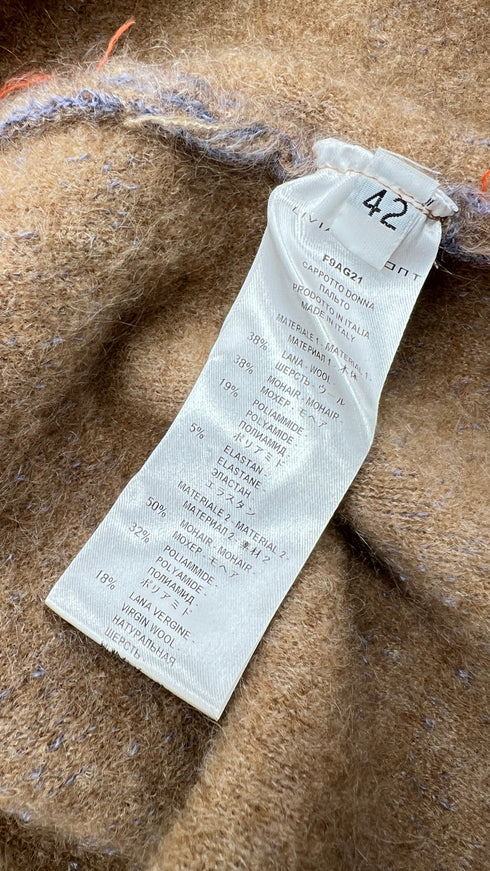 42
LIVIA
F9AG21
CAPPOTTO DONNA
ПАЛЬТО
PRODOTTO IN ITALIA
MADE IN ITALY
MATERIALE 1 - MATERIAL 1 -
МАТЕРИАЛ 1
38% LANA - WOOL -
ШЕРСТЬ - ウール
38% MOHAIR - MOHAIR -
МОХЕР - モヘア
19% POLIAMMIDE -
POLYAMIDE -
ПОЛИАМИД -
ポリアミド
5% ELASTAN -
ELASTANE -
ЭЛАСТАН -
エラスタン
MATERIALE 2 - MATERIAL 2 -
МАТЕРИАЛ 2 - 素材 2
50% MOHAIR - MOHAIR -
МОХЕР - モヘア
32% POLIAMMIDE -
POLYAMIDE -
ПОЛИАМИД -
ポリアミド
18% LANA VERGINE -
VIRGIN WOOL -
НАТУРАЛЬНАЯ
ШЕРСТЬ -